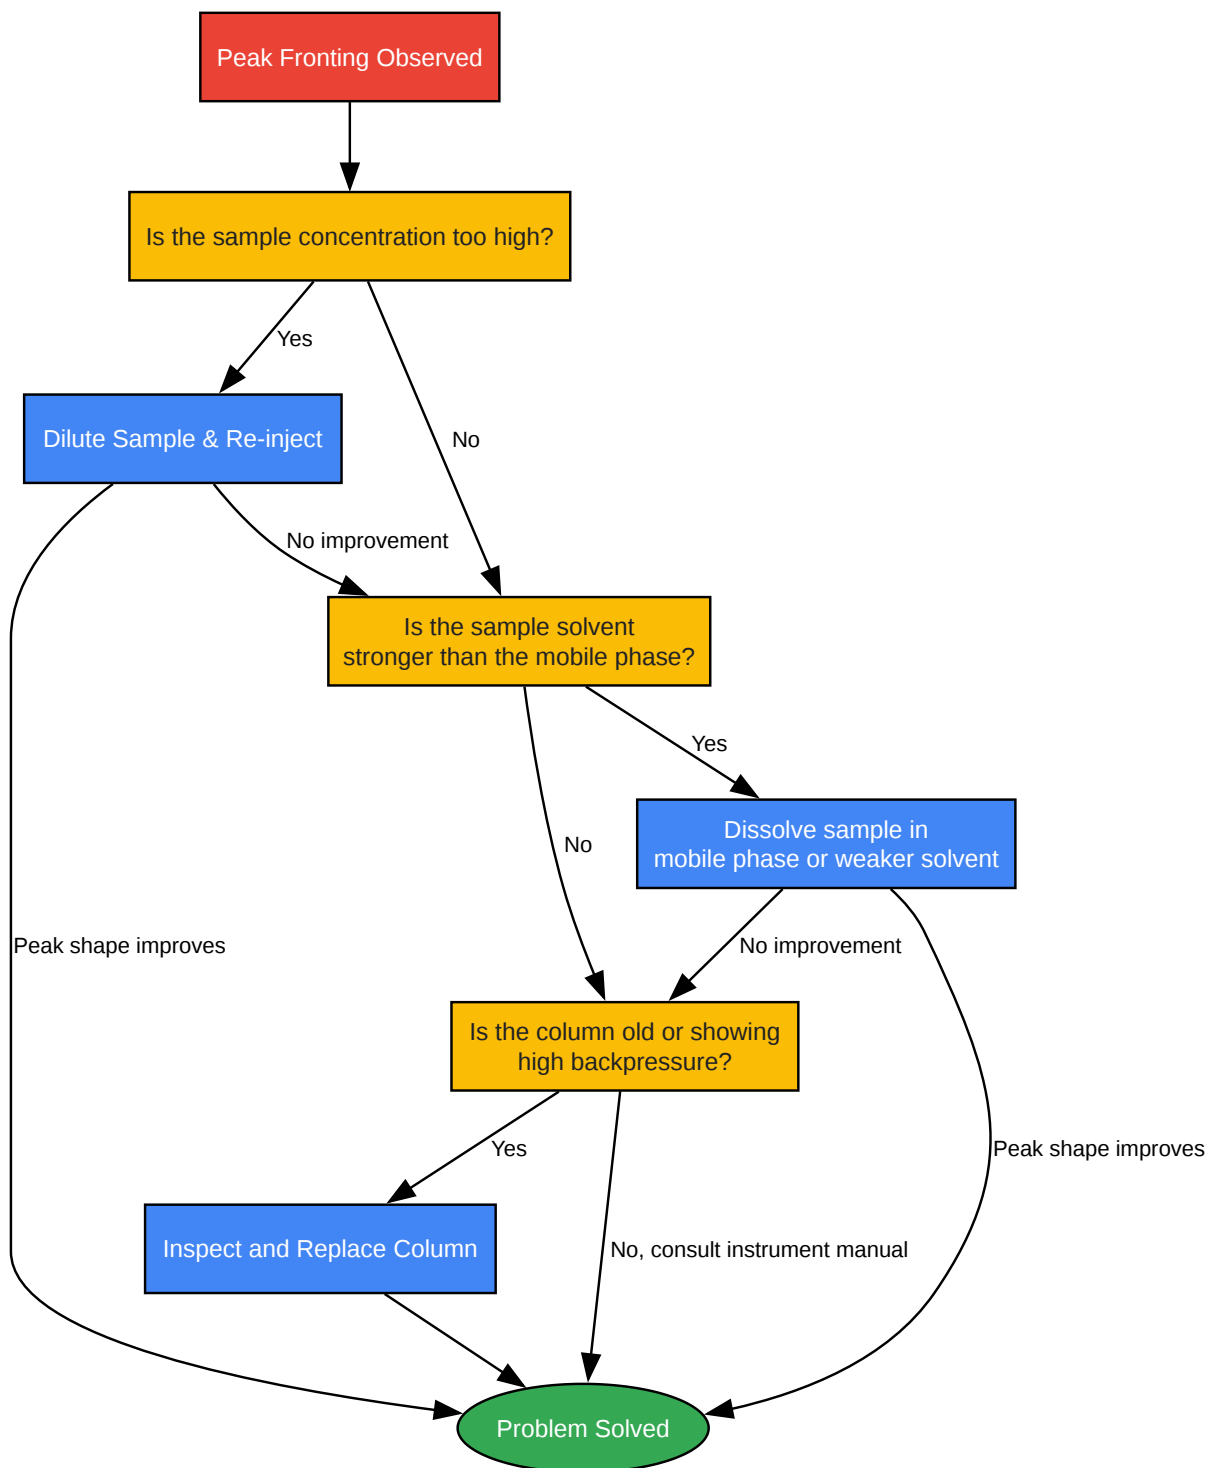 Peak Fronting Observed
Is the sample concentration too high?
Yes
Dilute Sample & Re-inject
No
No improvement
Is the sample solvent
stronger than the mobile phase?
Yes
Dissolve sample in
mobile phase or weaker solvent
No
Peak shape improves
No improvement
Is the column old or showing
high backpressure?
Yes
Peak shape improves
Inspect and Replace Column
No, consult instrument manual
Problem Solved